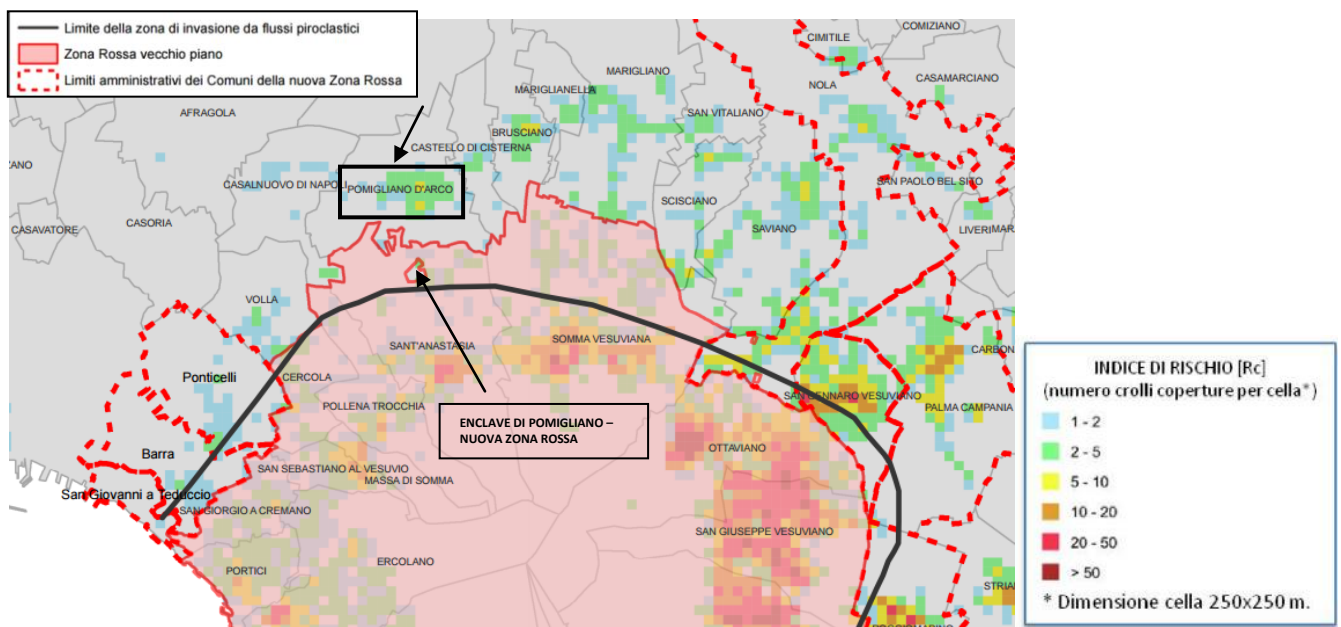 Limite della zona di invasione da flussi piroclastici
Zona Rossa vecchio piano
Limiti amministrativi dei Comuni della nuova Zona Rossa
COMIZIANO
CIMITILE
MARIGLIANO
CASAMARCIANO
MARIGLIANELLA
NOLA
AFRAGOLA
SAN VITALIANO
BRUSCIANO
CASTELLO DI CISTERNA
ZANO
CASALNUOVO DI NAPOLI
POMIGLIANO D'ARCO
SAN PAOLO BEL SITO
SCISCIANO
CASORIA
CASAVATORE
SAVIANO
LIVERI
MAR
VOLLA
SANT'ANASTASIA
SOMMA VESUVIANA
CARBON
Ponticelli
CERCOLA
SAN GENNARO VESUVIANO
PALMA CAMPANIA
POLLENA TROCCHIA
ENCLAVE DI POMIGLIANO –
NUOVA ZONA ROSSA
OTTAVIANO
Barra
SAN SEBASTIANO AL VESUVIO
MASSA DI SOMMA
San Giovanni a Teduccio
SAN GIORGIO A CREMANO
SAN GIUSEPPE VESUVIANO
ERCOLANO
PORTICI
STRIA
INDICE DI RISCHIO [Rc]
(numero crolli coperture per cella*)
1 - 2
2 - 5
5 - 10
10 - 20
20 - 50
> 50
* Dimensione cella 250x250 m.